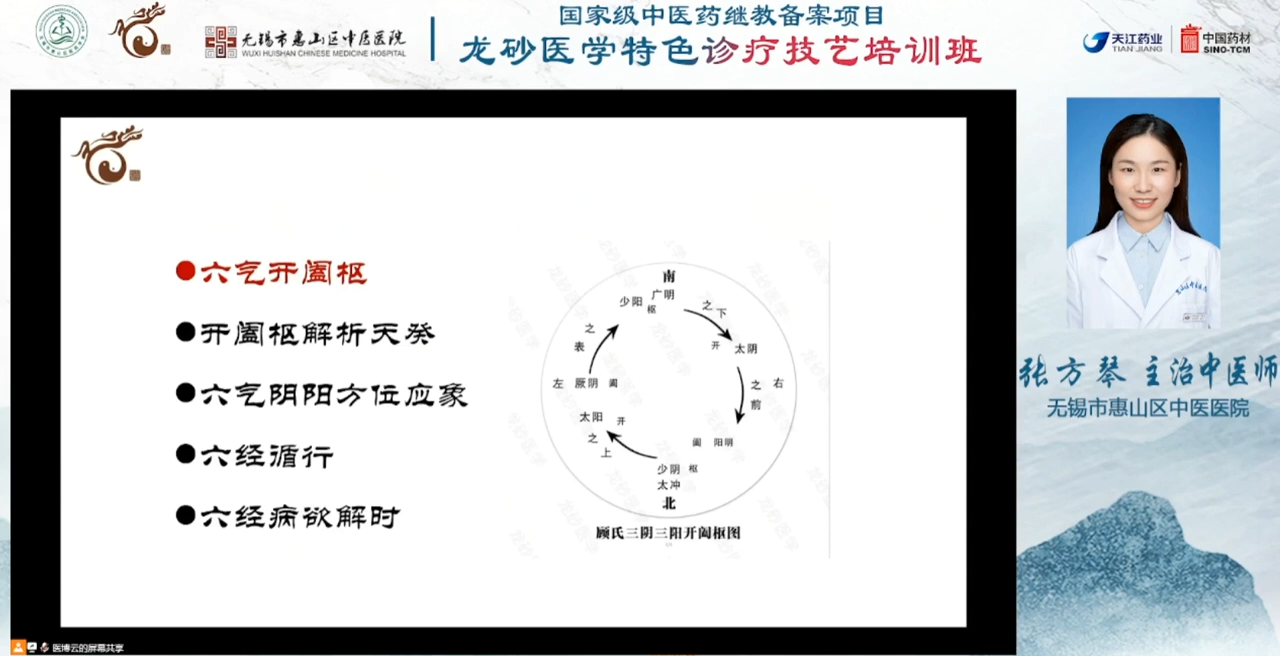 国家级中医药继教备案项目
龙砂医学特色诊疗技艺培训班
无锡市惠山区中医医院
WUXI HUISHAN CHINESE MEDICINE HOSPITAL
天江药业
TIAN JIANG
中国药材
SINO-TCM
六气开阖枢
开阖枢解析天癸
六气阴阳方位应象
六经循行
六经病欲解时
南
广明
少阳 枢
之下
开 太阴
之表
左 厥阴 阖
之前
右
太阳 开
之上
阖 阳明
少阴 枢
太冲
北
顾氏三阴三阳开阖枢图
龙砂医学
张方琴 主治中医师
无锡市惠山区中医医院
医博云的屏幕共享